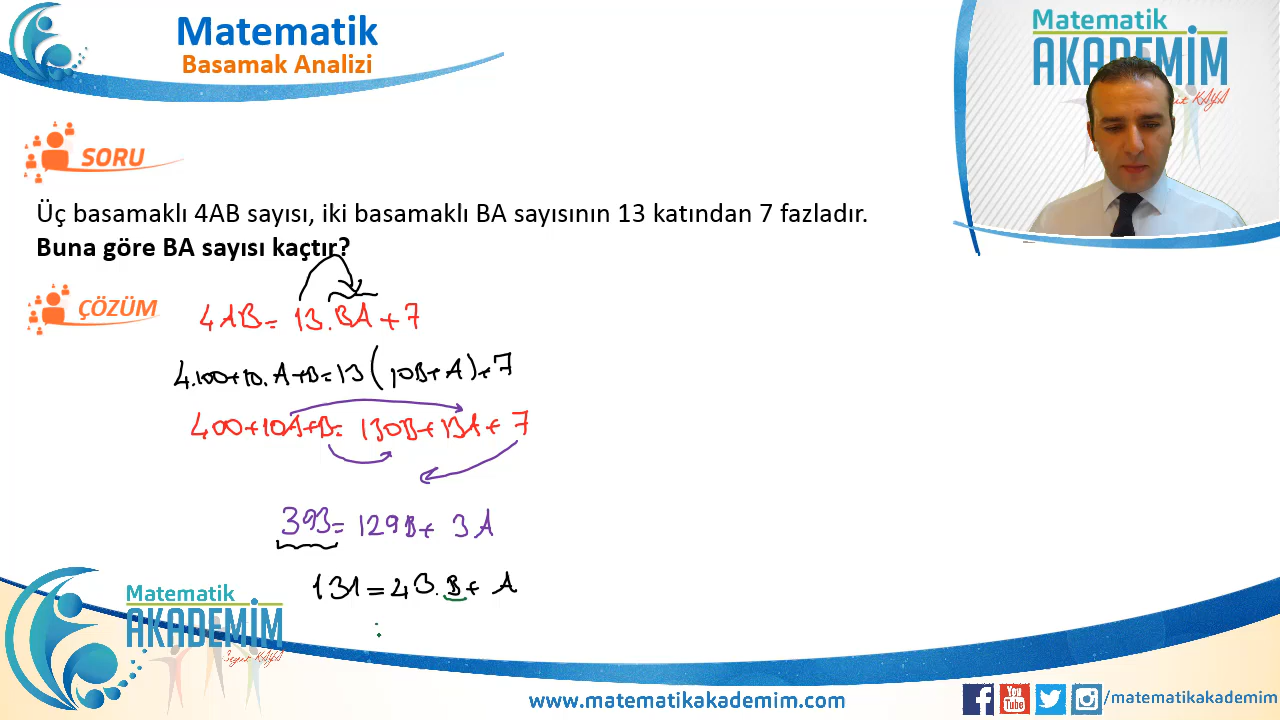 Matematik
Basamak Analizi
Matematik
AKADEMİM
SORU
Üç basamaklı 4AB sayısı, iki basamaklı BA sayısının 13 katından 7 fazladır.
Buna göre BA sayısı kaçtır?
ÇÖZÜM
4AB = 13.BA + 7
4.100+10.A+B=13(10B+A)+7
400+10A+B= 130B+13A+7
393= 129B+ 3A
131=43.B+ A
Matematik
AKADEMİM
www.matematikakademim.com
You Tube
/matematikakademim